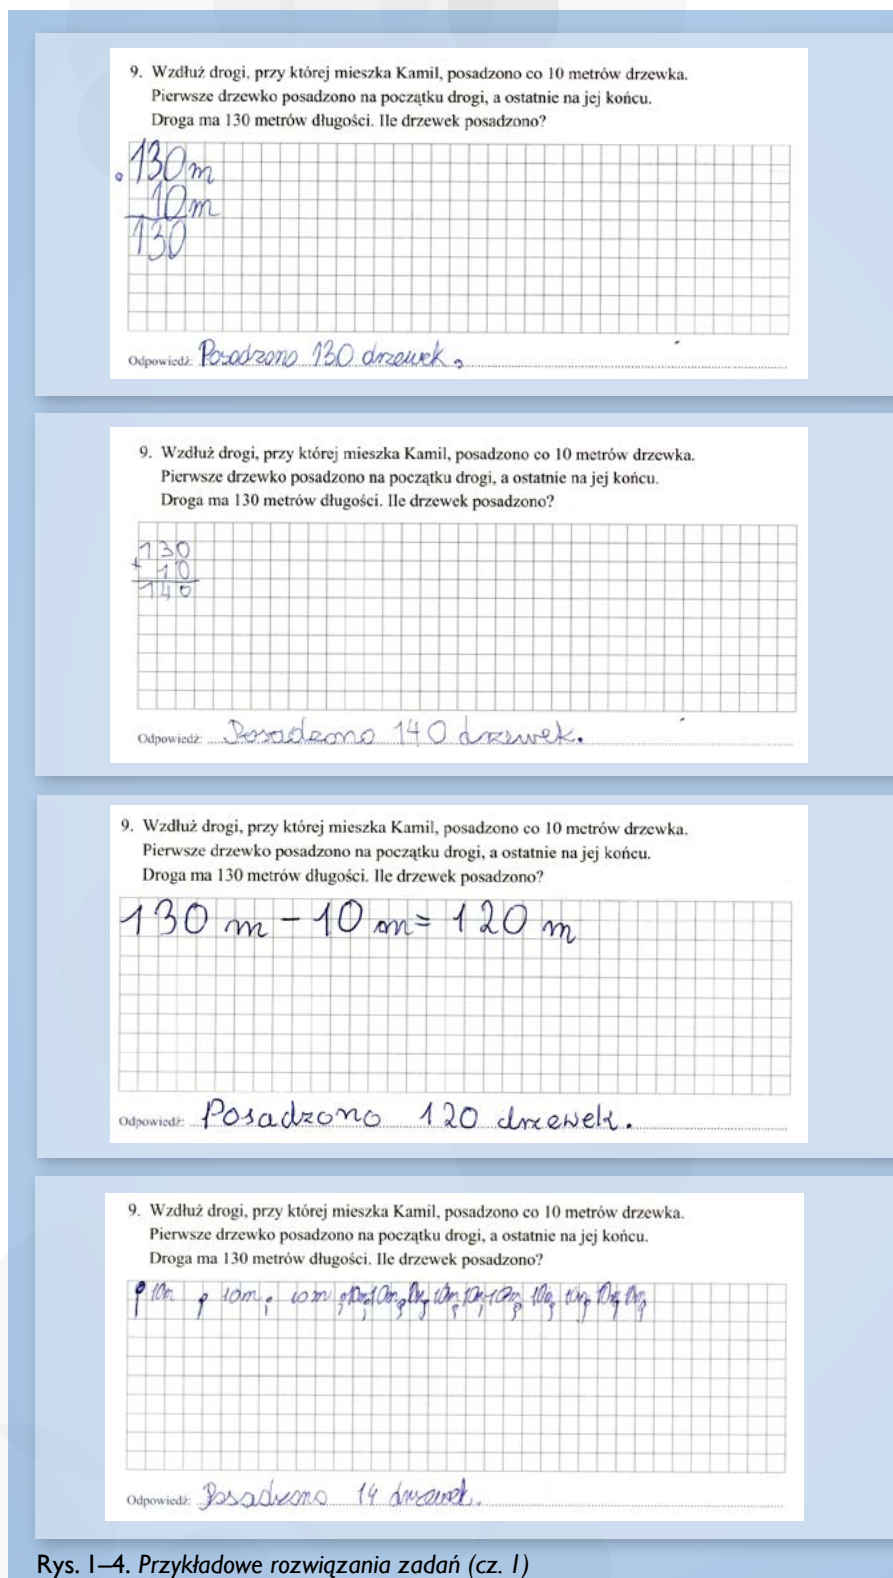 9. Wzdłuż drogi, przy której mieszka Kamil, posadzono co 10 metrów drzewka.
Pierwsze drzewko posadzono na początku drogi, a ostatnie na jej końcu.
Droga ma 130 metrów długości. Ile drzewek posadzono?
. 130 m
10 m
130
Odpowiedź: Posadzono 130 drzewek.
9. Wzdłuż drogi, przy której mieszka Kamil, posadzono co 10 metrów drzewka.
Pierwsze drzewko posadzono na początku drogi, a ostatnie na jej końcu.
Droga ma 130 metrów długości. Ile drzewek posadzono?
130
+ 10
140
Odpowiedź: Posadzono 140 drzewek.
9. Wzdłuż drogi, przy której mieszka Kamil, posadzono co 10 metrów drzewka.
Pierwsze drzewko posadzono na początku drogi, a ostatnie na jej końcu.
Droga ma 130 metrów długości. Ile drzewek posadzono?
130 m - 10 m = 120 m
Odpowiedź: Posadzono 120 drzewek.
9. Wzdłuż drogi, przy której mieszka Kamil, posadzono co 10 metrów drzewka.
Pierwsze drzewko posadzono na początku drogi, a ostatnie na jej końcu.
Droga ma 130 metrów długości. Ile drzewek posadzono?
10m 10m 10m 10m 10m 10m 10m 10m 10m 10m 10m
Odpowiedź: Posadzono 14 drzewek.
Rys. 1–4. Przykładowe rozwiązania zadań (cz. 1)